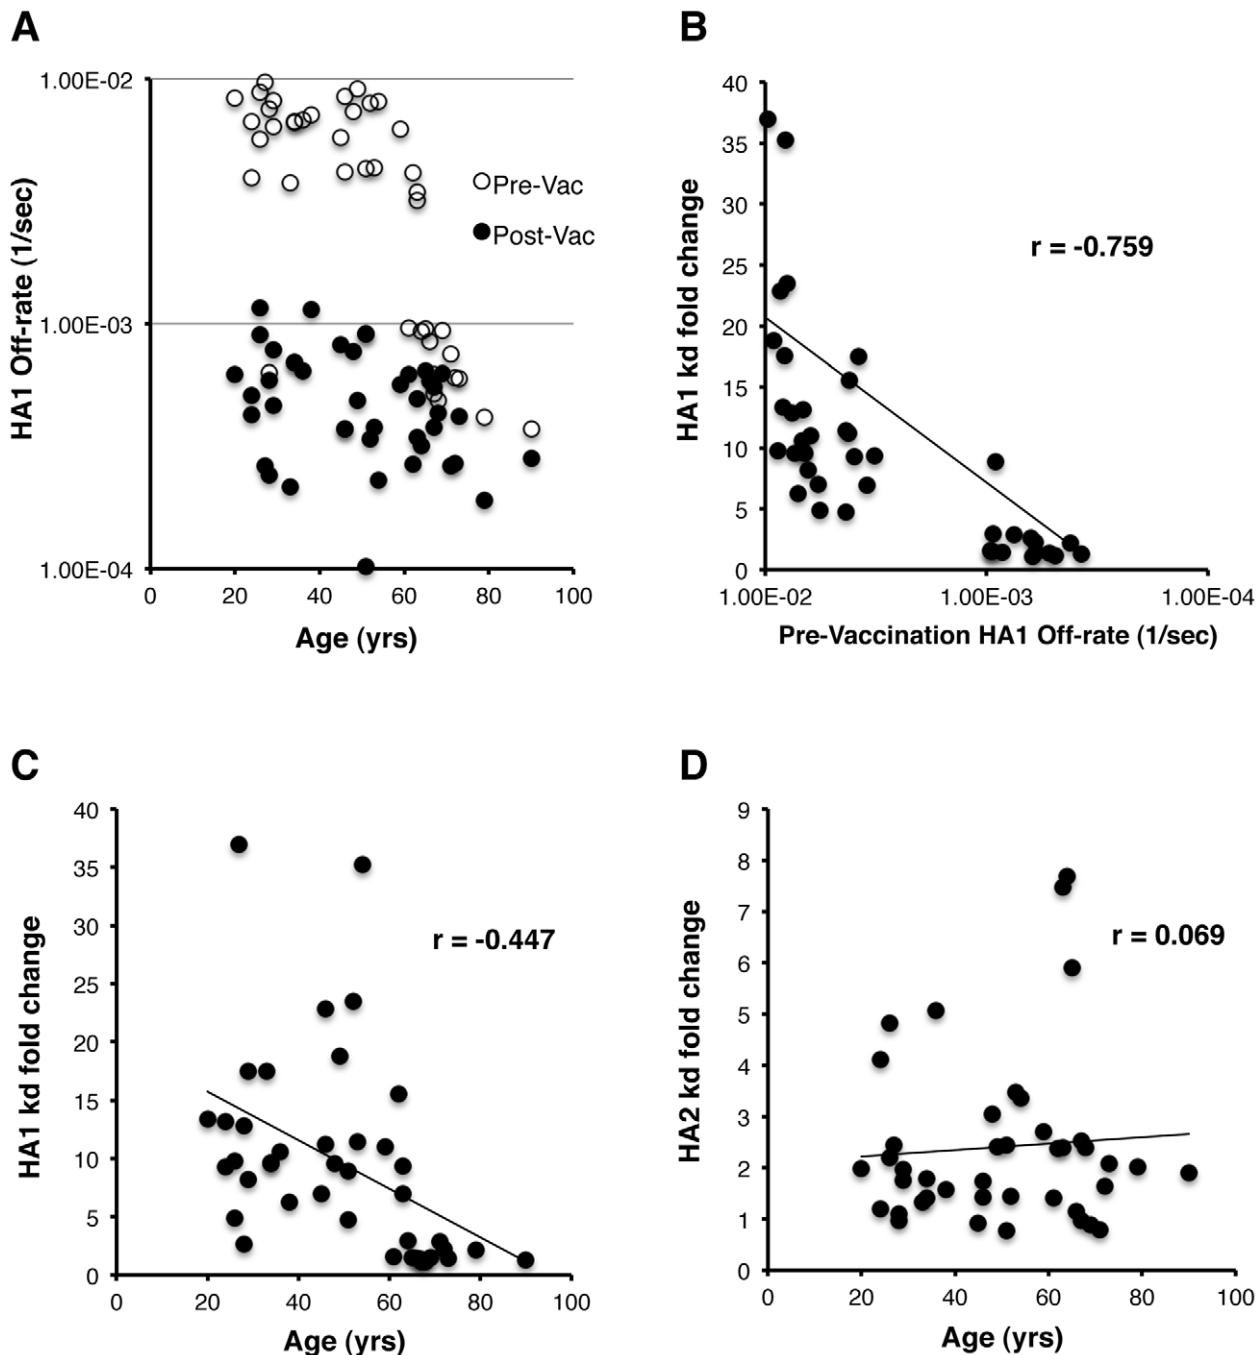 A
1.00E-02
1.00E-03
1.00E-04
HA1 Off-rate (1/sec)
Pre-Vac
Post-Vac
0 20 40 60 80 100
Age (yrs)
B
40
35
30
25
20
15
10
5
0
HA1 kd fold change
r = -0.759
1.00E-02 1.00E-03 1.00E-04
Pre-Vaccination HA1 Off-rate (1/sec)
C
40
35
30
25
20
15
10
5
0
HA1 kd fold change
r = -0.447
0 20 40 60 80 100
Age (yrs)
D
9
8
7
6
5
4
3
2
1
0
HA2 kd fold change
r = 0.069
0 20 40 60 80 100
Age (yrs)